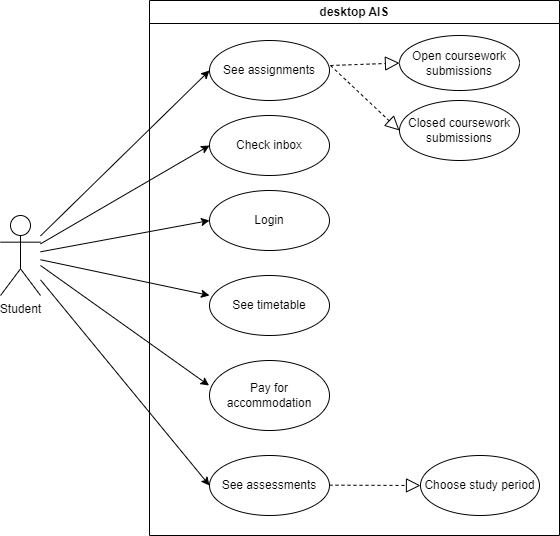 desktop AIS
See assignments
Open coursework
submissions
Closed coursework
submissions
Check inbox
Login
Student
See timetable
Pay for
accommodation
See assessments
Choose study period